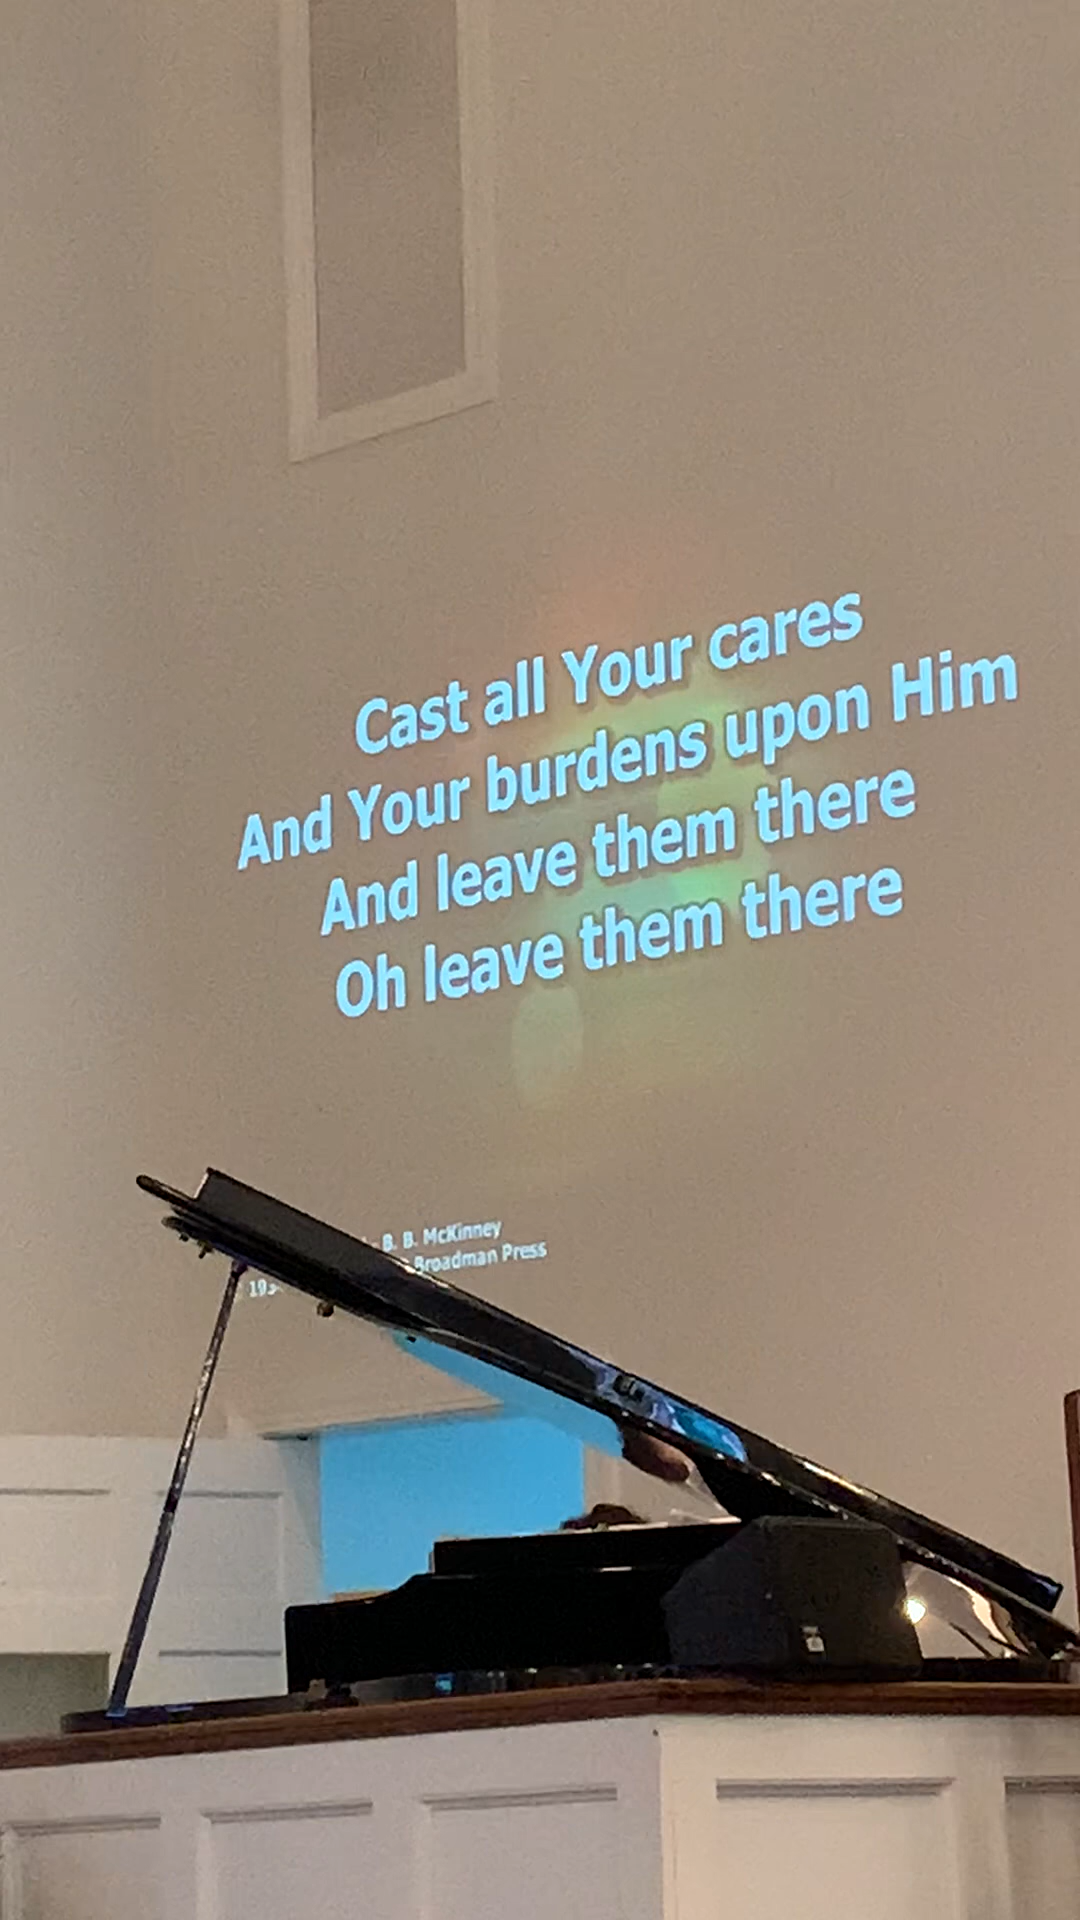 Cast all Your cares
And Your burdens upon Him
And leave them there
Oh leave them there
B. B. McKinney
Broadman Press